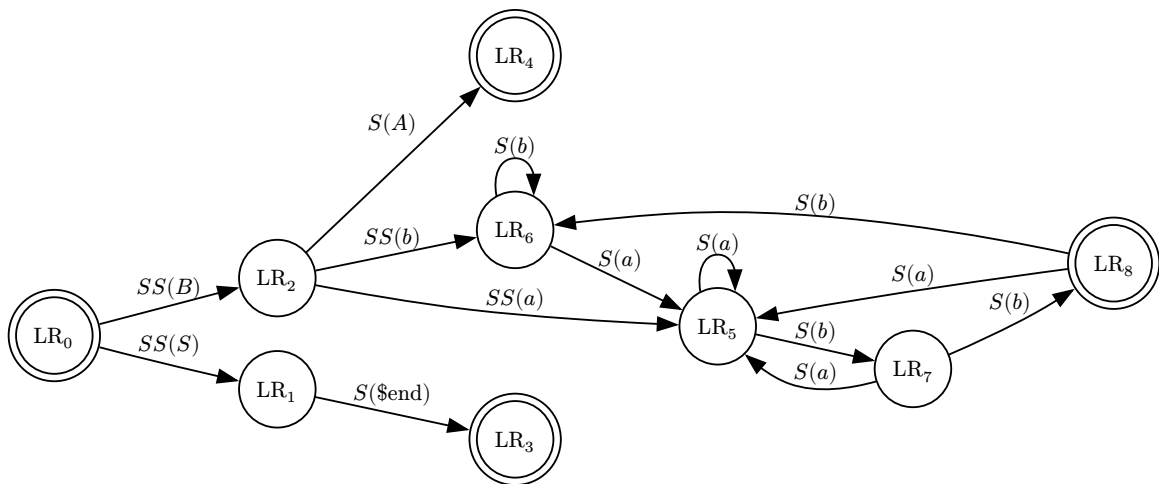 LR₄
S(A)
S(b)
LR₆
S(b)
SS(b)
S(a)
S(a)
LR₈
S(a)
LR₂
SS(B)
SS(a)
S(b)
LR₅
S(b)
LR₀
SS(S)
S(a)
LR₇
LR₁
S($end)
LR₃